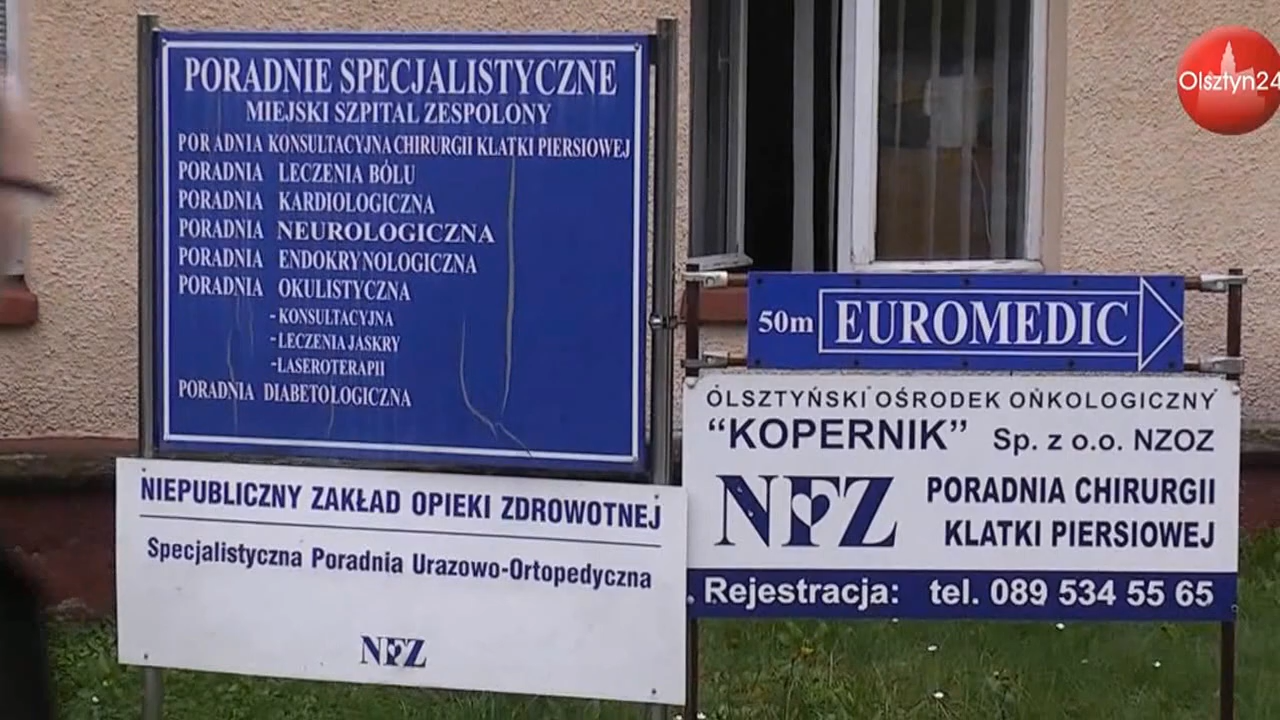 PORADNIE SPECJALISTYCZNE
MIEJSKI SZPITAL ZESPOLONY
PORADNIA KONSULTACYJNA CHIRURGII KLATKI PIERSIOWEJ
PORADNIA LECZENIA BÓLU
PORADNIA KARDIOLOGICZNA
PORADNIA NEUROLOGICZNA
PORADNIA ENDOKRYNOLOGICZNA
PORADNIA OKULISTYCZNA
- KONSULTACYJNA
- LECZENIA JASKRY
- LASEROTERAPII
PORADNIA DIABETOLOGICZNA
NIEPUBLICZNY ZAKŁAD OPIEKI ZDROWOTNEJ
Specjalistyczna Poradnia Urazowo-Ortopedyczna
NFZ
50m EUROMEDIC
OLSZTYŃSKI OŚRODEK ONKOLOGICZNY
“KOPERNIK” Sp. z o.o. NZOZ
NFZ PORADNIA CHIRURGII
KLATKI PIERSIOWEJ
Rejestracja: tel. 089 534 55 65
Olsztyn24